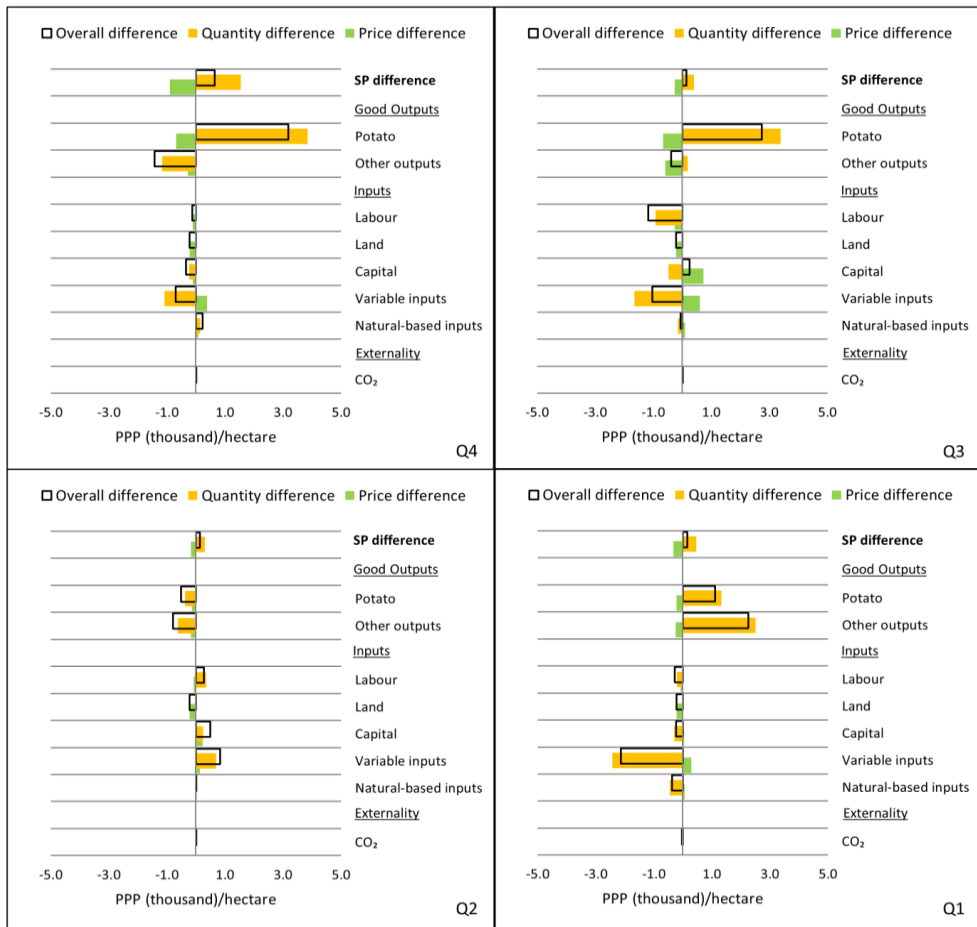 Overall difference Quantity difference Price difference
SP difference
Good Outputs
Potato
Other outputs
Inputs
Labour
Land
Capital
Variable inputs
Natural-based inputs
Externality
CO₂
-5.0 -3.0 -1.0 1.0 3.0 5.0
PPP (thousand)/hectare
Q4
Overall difference Quantity difference Price difference
SP difference
Good Outputs
Potato
Other outputs
Inputs
Labour
Land
Capital
Variable inputs
Natural-based inputs
Externality
CO₂
-5.0 -3.0 -1.0 1.0 3.0 5.0
PPP (thousand)/hectare
Q3
Overall difference Quantity difference Price difference
SP difference
Good Outputs
Potato
Other outputs
Inputs
Labour
Land
Capital
Variable inputs
Natural-based inputs
Externality
CO₂
-5.0 -3.0 -1.0 1.0 3.0 5.0
PPP (thousand)/hectare
Q2
Overall difference Quantity difference Price difference
SP difference
Good Outputs
Potato
Other outputs
Inputs
Labour
Land
Capital
Variable inputs
Natural-based inputs
Externality
CO₂
-5.0 -3.0 -1.0 1.0 3.0 5.0
PPP (thousand)/hectare
Q1